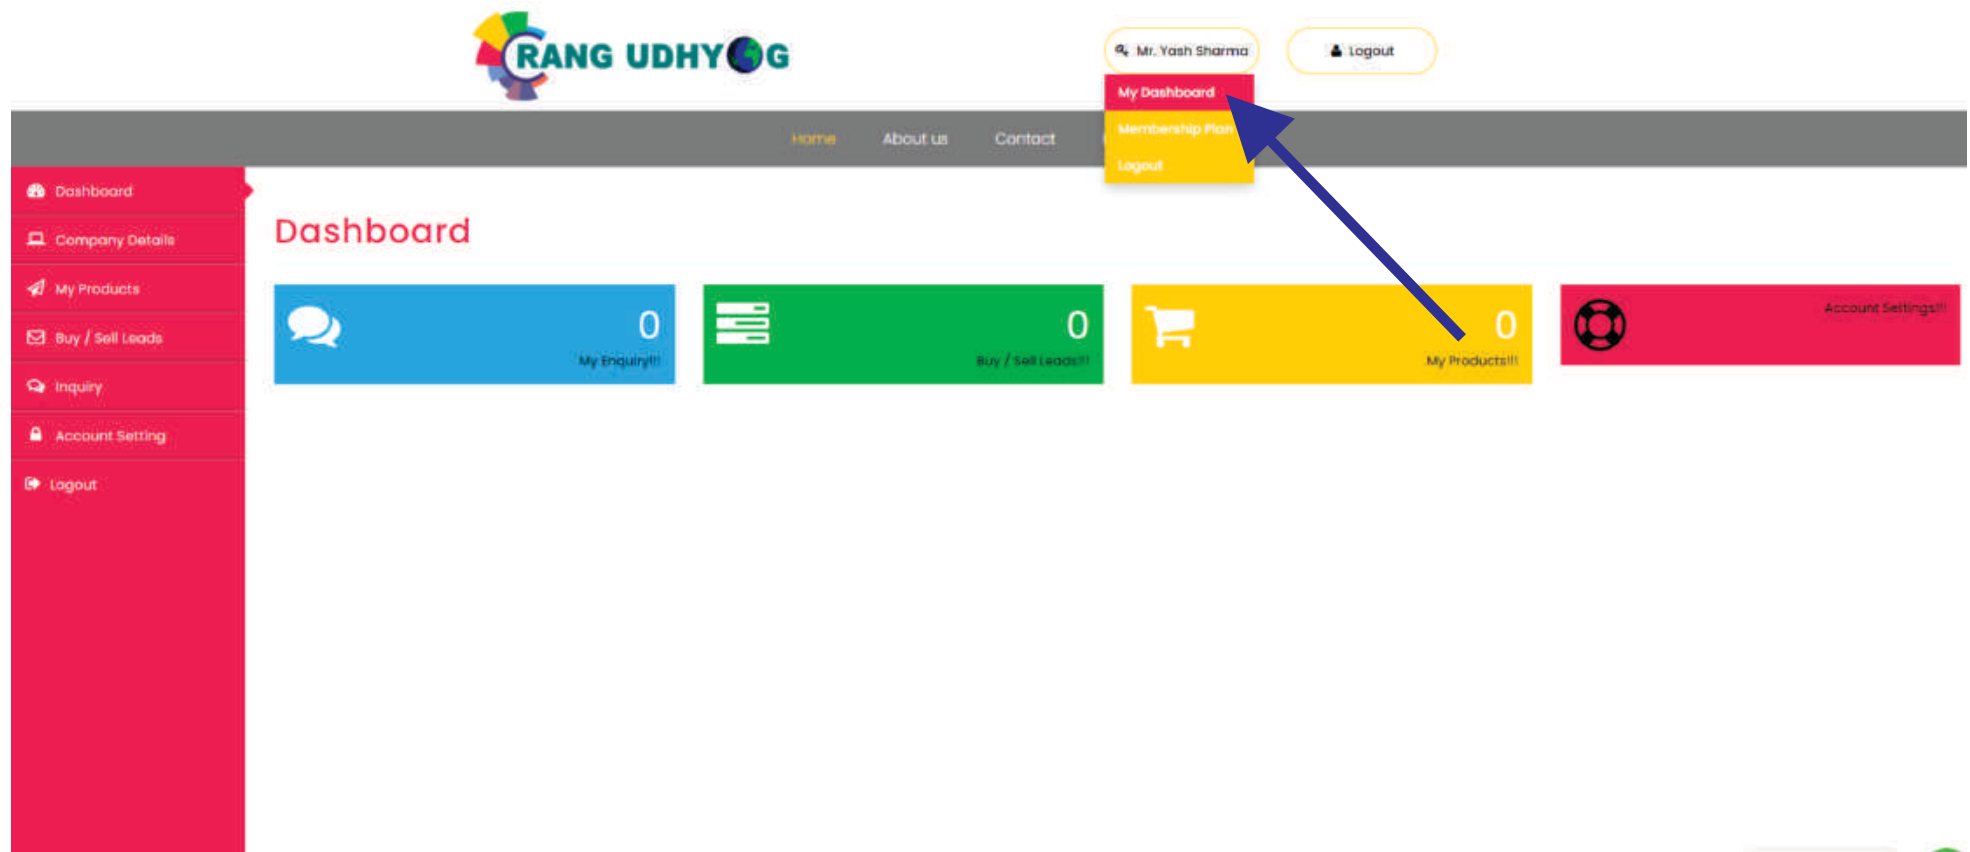 RANG UDHYOG
Mr. Yash Sharma
Logout
My Dashboard
Membership Plan
Logout
Home About us Contact
Dashboard
Company Details
My Products
Buy / Sell Leads
Inquiry
Account Setting
Logout
Dashboard
0
My Enquiry!!!
0
Buy / Sell Leads!!!
0
My Products!!!
Account Settings!!!